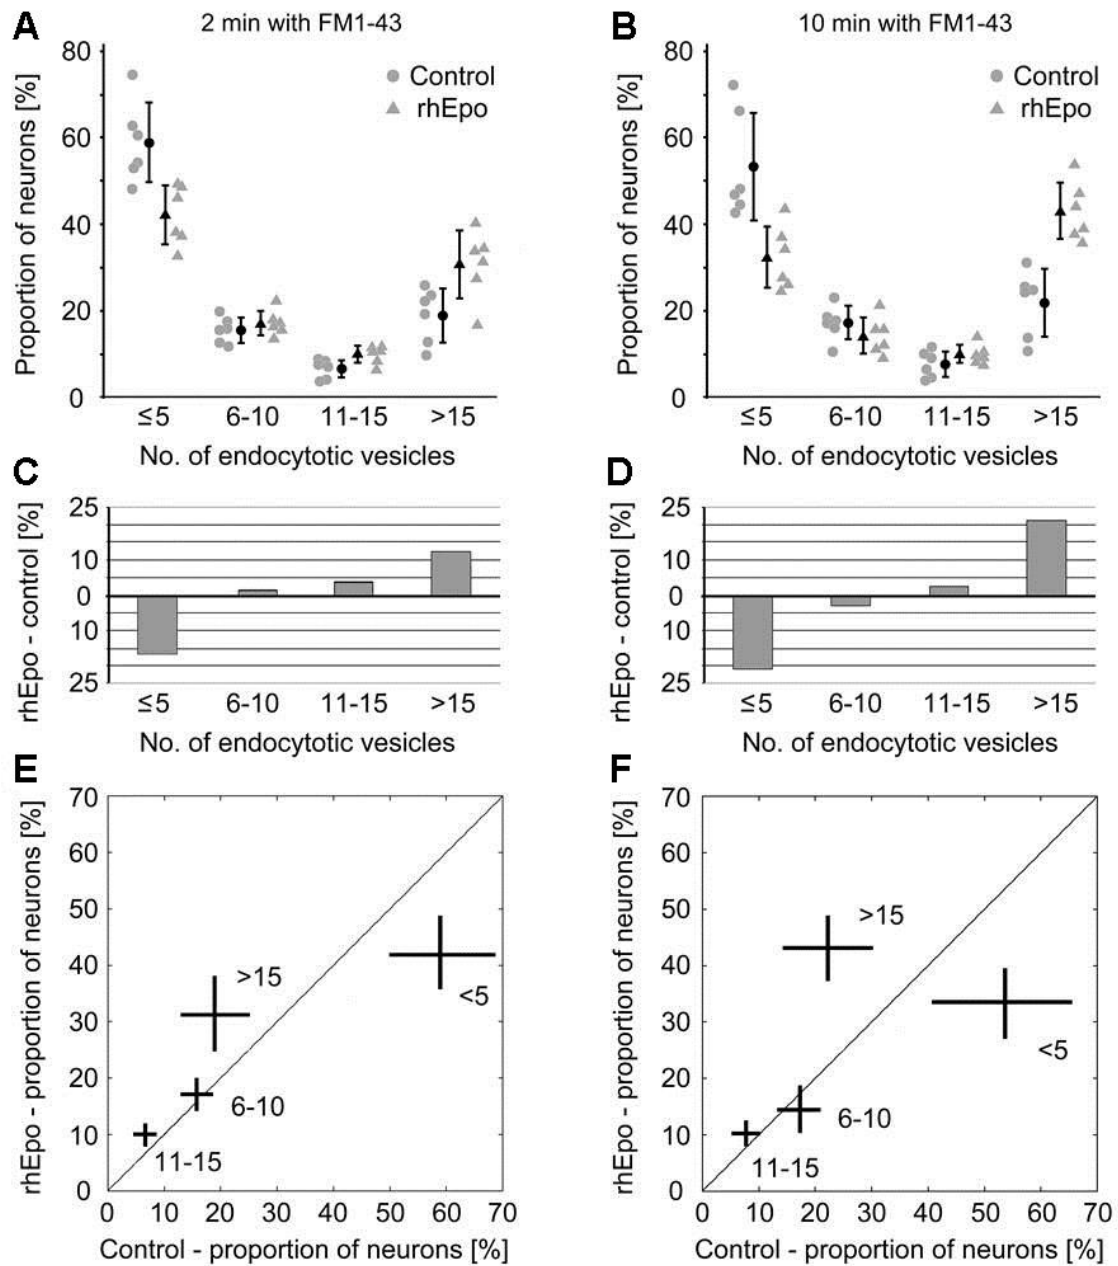 A
2 min with FM1-43
Proportion of neurons [%]
80
60
40
20
0
Control
rhEpo
≤5 6-10 11-15 >15
No. of endocytotic vesicles
B
10 min with FM1-43
Proportion of neurons [%]
80
60
40
20
0
Control
rhEpo
≤5 6-10 11-15 >15
No. of endocytotic vesicles
C
rhEpo - control [%]
25
10
0
10
25
≤5 6-10 11-15 >15
No. of endocytotic vesicles
D
rhEpo - control [%]
25
10
0
10
25
≤5 6-10 11-15 >15
No. of endocytotic vesicles
E
rhEpo - proportion of neurons [%]
70
60
50
40
30
20
10
0
>15
<5
6-10
11-15
0 10 20 30 40 50 60 70
Control - proportion of neurons [%]
F
rhEpo - proportion of neurons [%]
70
60
50
40
30
20
10
0
>15
<5
6-10
11-15
0 10 20 30 40 50 60 70
Control - proportion of neurons [%]